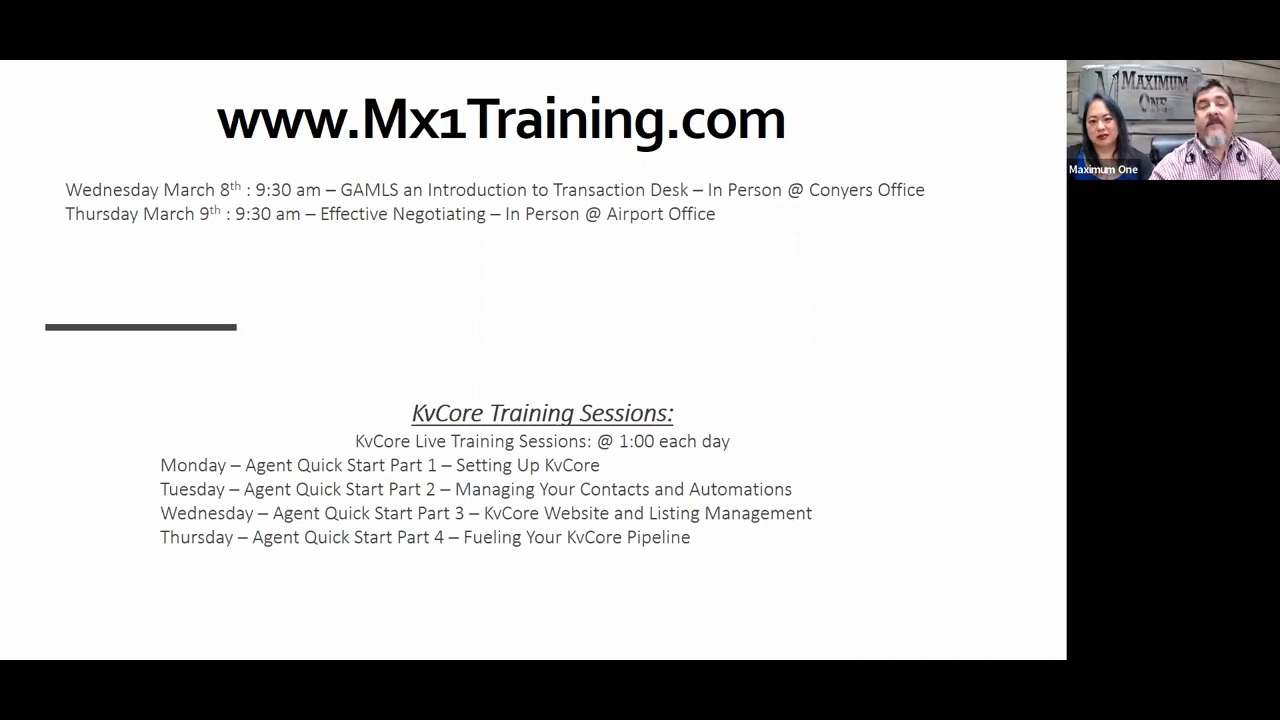 www.Mx1Training.com
Wednesday March 8th : 9:30 am – GAMLS an Introduction to Transaction Desk – In Person @ Conyers Office
Thursday March 9th : 9:30 am – Effective Negotiating – In Person @ Airport Office
KvCore Training Sessions:
KvCore Live Training Sessions: @ 1:00 each day
Monday – Agent Quick Start Part 1 – Setting Up KvCore
Tuesday – Agent Quick Start Part 2 – Managing Your Contacts and Automations
Wednesday – Agent Quick Start Part 3 – KvCore Website and Listing Management
Thursday – Agent Quick Start Part 4 – Fueling Your KvCore Pipeline
MAXIMUM
ONE
Maximum One